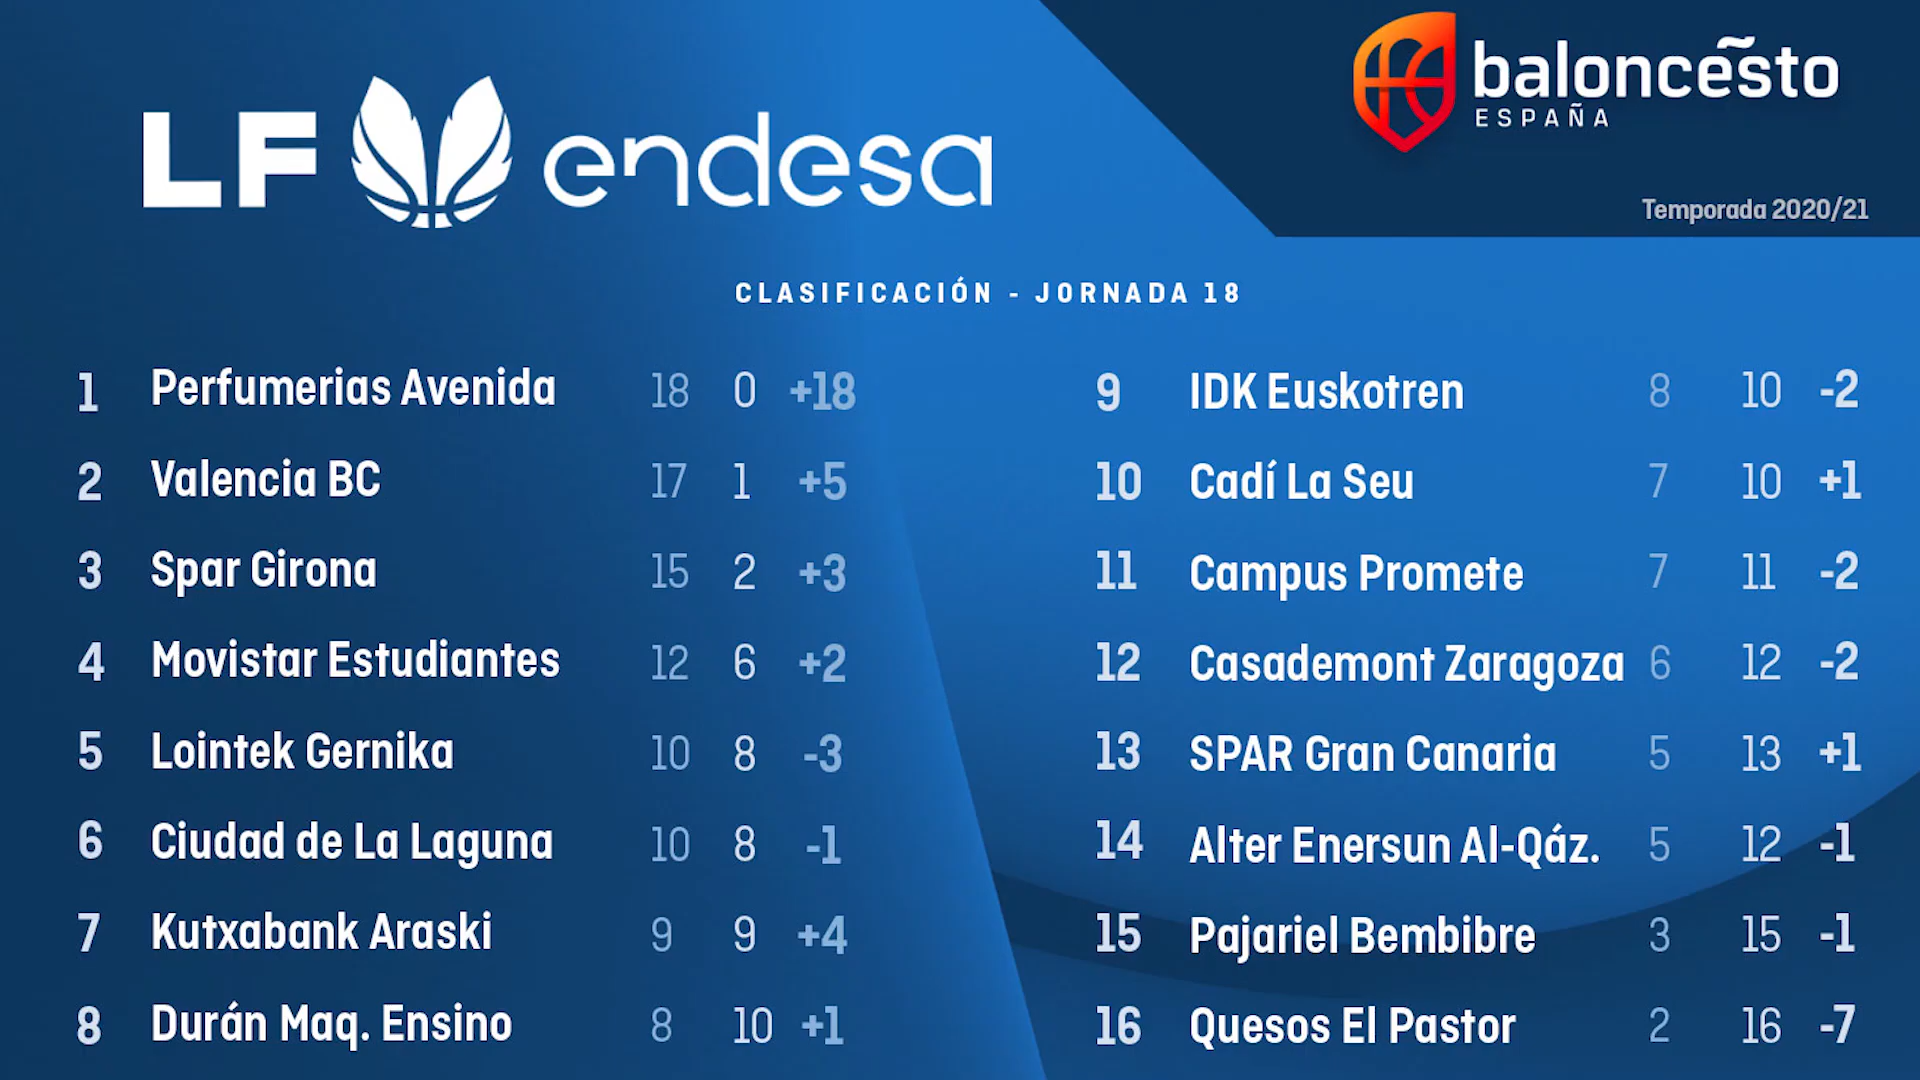 LF endesa
baloncesto
ESPAÑA
Temporada 2020/21
CLASIFICACIÓN - JORNADA 18
1 Perfumerias Avenida 18 0 +18
2 Valencia BC 17 1 +5
3 Spar Girona 15 2 +3
4 Movistar Estudiantes 12 6 +2
5 Lointek Gernika 10 8 -3
6 Ciudad de La Laguna 10 8 -1
7 Kutxabank Araski 9 9 +4
8 Durán Maq. Ensino 8 10 +1
9 IDK Euskotren 8 10 -2
10 Cadí La Seu 7 10 +1
11 Campus Promete 7 11 -2
12 Casademont Zaragoza 6 12 -2
13 SPAR Gran Canaria 5 13 +1
14 Alter Enersun Al-Qáz. 5 12 -1
15 Pajariel Bembibre 3 15 -1
16 Quesos El Pastor 2 16 -7